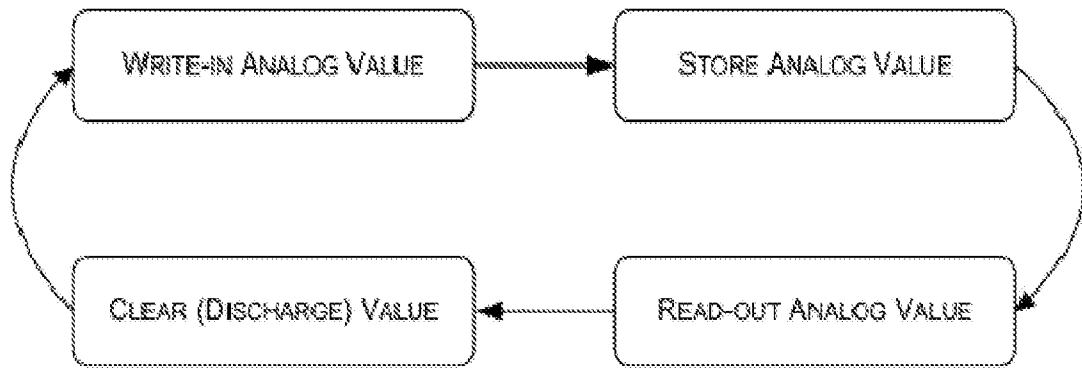 WRITE-IN ANALOG VALUE
STORE ANALOG VALUE
CLEAR (DISCHARGE) VALUE
READ-OUT ANALOG VALUE